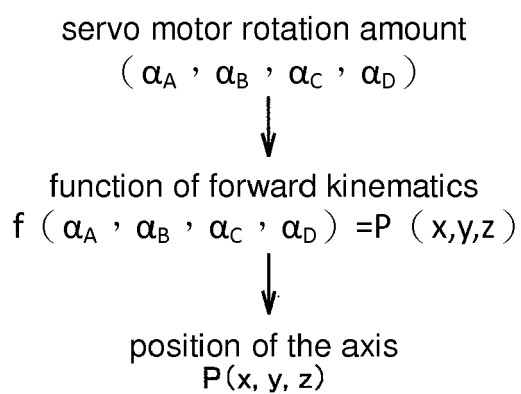 servo motor rotation amount
（αA，αB，αC，αD）
function of forward kinematics
f（αA，αB，αC，αD）=P（x,y,z）
position of the axis
P(x, y, z)